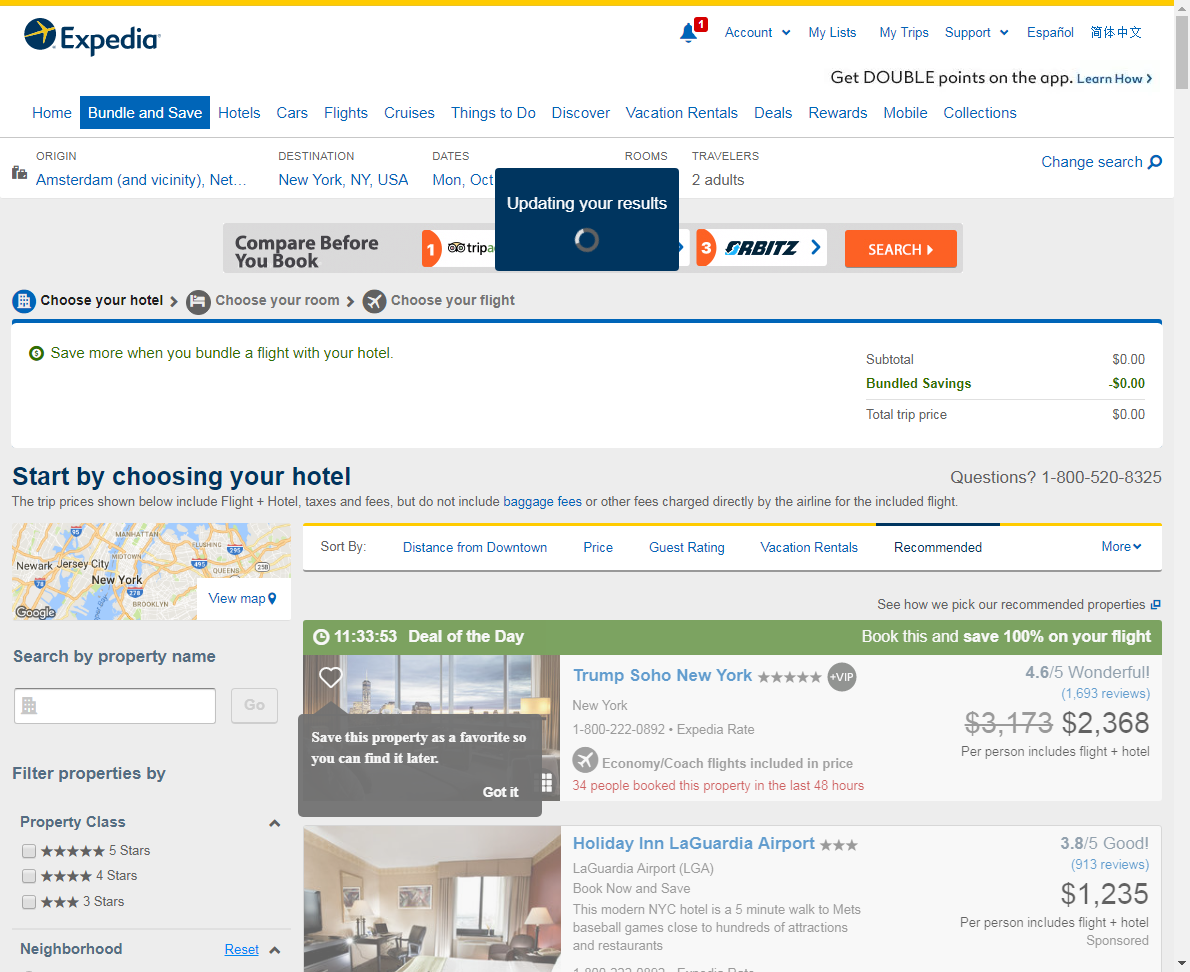 Expedia
1
Account
My Lists
My Trips
Support
Español
简体中文
Get DOUBLE points on the app. Learn How
Home
Bundle and Save
Hotels
Cars
Flights
Cruises
Things to Do
Discover
Vacation Rentals
Deals
Rewards
Mobile
Collections
ORIGIN
DESTINATION
DATES
ROOMS
TRAVELERS
Amsterdam (and vicinity), Net...
New York, NY, USA
Mon, Oct
2 adults
Change search
Updating your results
Compare Before
You Book
1
3
ORBITZ
SEARCH
Choose your hotel
Choose your room
Choose your flight
Save more when you bundle a flight with your hotel.
Subtotal $0.00
Bundled Savings -$0.00
Total trip price $0.00
Start by choosing your hotel
Questions? 1-800-520-8325
The trip prices shown below include Flight + Hotel, taxes and fees, but do not include baggage fees or other fees charged directly by the airline for the included flight.
MANHATTAN
FLUSHING
MIDTOWN
Newark
Jersey City
QUEENS
New York
BROOKLYN
95
295
495
25B
78
278
Google
View map
Sort By:
Distance from Downtown
Price
Guest Rating
Vacation Rentals
Recommended
More
See how we pick our recommended properties
Search by property name
Go
Filter properties by
Property Class
5 Stars
4 Stars
3 Stars
Neighborhood
Reset
11:33:53 Deal of the Day
Book this and save 100% on your flight
Save this property as a favorite so
you can find it later.
Got it
Trump Soho New York
+VIP
New York
1-800-222-0892 • Expedia Rate
Economy/Coach flights included in price
34 people booked this property in the last 48 hours
4.6/5 Wonderful!
(1,693 reviews)
$3,173 $2,368
Per person includes flight + hotel
Holiday Inn LaGuardia Airport
LaGuardia Airport (LGA)
Book Now and Save
This modern NYC hotel is a 5 minute walk to Mets
baseball games close to hundreds of attractions
and restaurants
1-800-222-0892 • Expedia Rate
3.8/5 Good!
(913 reviews)
$1,235
Per person includes flight + hotel
Sponsored